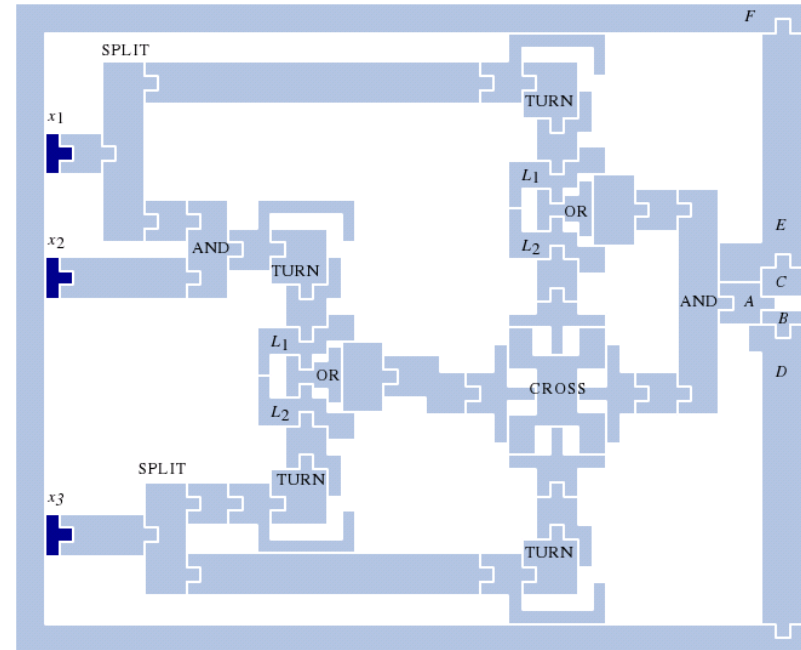 F
SPLIT
TURN
x1
L1
OR
L2
E
x2
AND
TURN
C
A
AND
B
L1
OR
CROSS
D
L2
SPLIT
TURN
x3
TURN